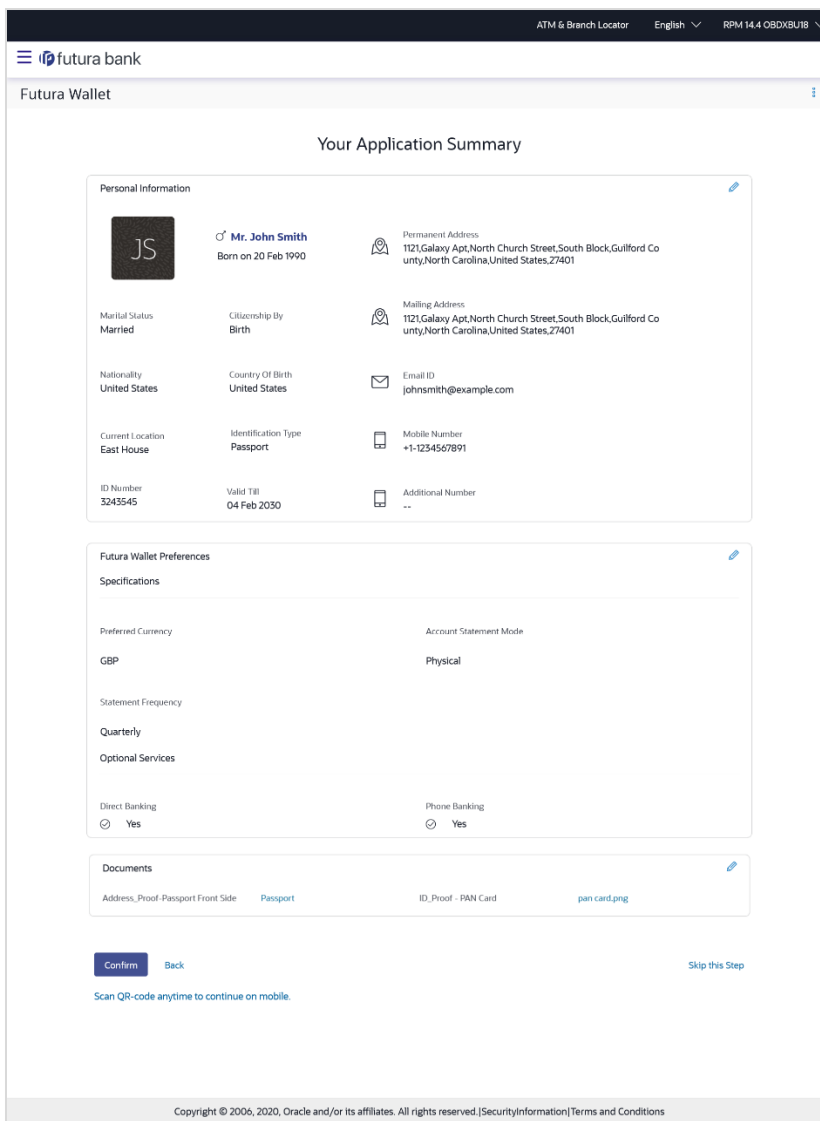 ATM & Branch Locator English RPM 14.4 OBDXBU18
futura bank
Futura Wallet
Your Application Summary
Personal Information
JS
Mr. John Smith
Born on 20 Feb 1990
Permanent Address
1121,Galaxy Apt,North Church Street,South Block,Guilford Co
unty,North Carolina,United States,27401
Marital Status
Married
Citizenship By
Birth
Mailing Address
1121,Galaxy Apt,North Church Street,South Block,Guilford Co
unty,North Carolina,United States,27401
Nationality
United States
Country Of Birth
United States
Email ID
johnsmith@example.com
Current Location
East House
Identification Type
Passport
Mobile Number
+1-1234567891
ID Number
3243545
Valid Till
04 Feb 2030
Additional Number
--
Futura Wallet Preferences
Specifications
Preferred Currency
GBP
Account Statement Mode
Physical
Statement Frequency
Quarterly
Optional Services
Direct Banking
Yes
Phone Banking
Yes
Documents
Address_Proof-Passport Front Side Passport ID_Proof - PAN Card pan card.png
Confirm Back Skip this Step
Scan QR-code anytime to continue on mobile.
Copyright © 2006, 2020, Oracle and/or its affiliates. All rights reserved.|SecurityInformation|Terms and Conditions